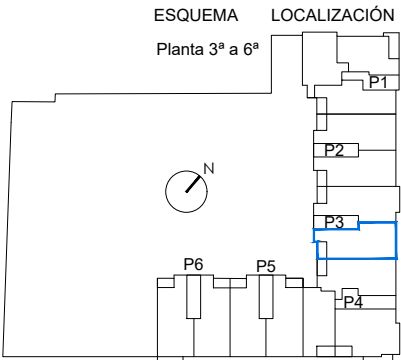 ESQUEMA LOCALIZACIÓN
Planta 3ª a 6ª
P1
P2
N
P3
P6 P5
P4